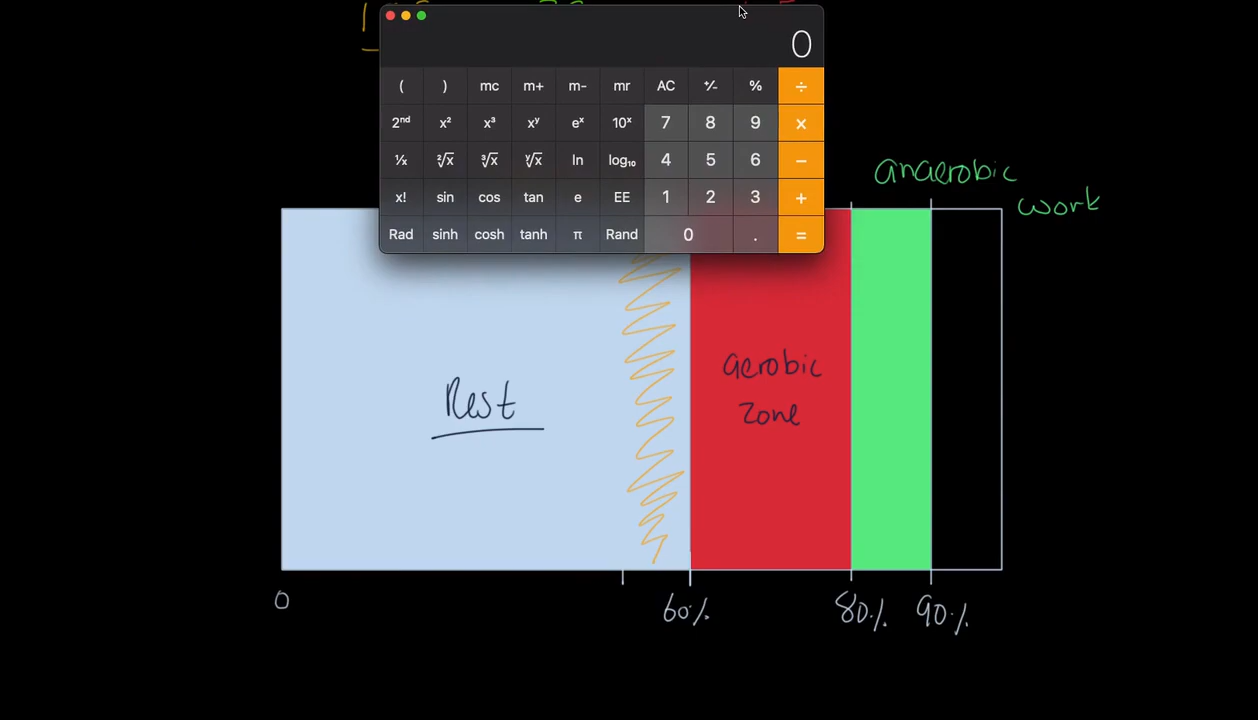 0
( ) mc m+ m- mr AC +/- % ÷
2ⁿᵈ x² x³ xʸ eˣ 10ˣ 7 8 9 ×
1/x ²√x ³√x ʸ√x ln log₁₀ 4 5 6 −
x! sin cos tan e EE 1 2 3 +
Rad sinh cosh tanh π Rand 0 . =
anaerobic
work
aerobic
zone
Rest
0 60% 80% 90%